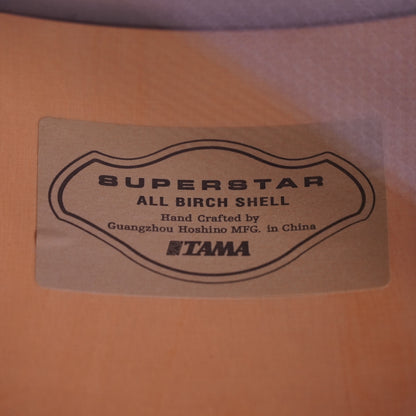 SUPERSTAR
ALL BIRCH SHELL
Hand Crafted by
Guangzhou Hoshino MFG. in China
TAMA